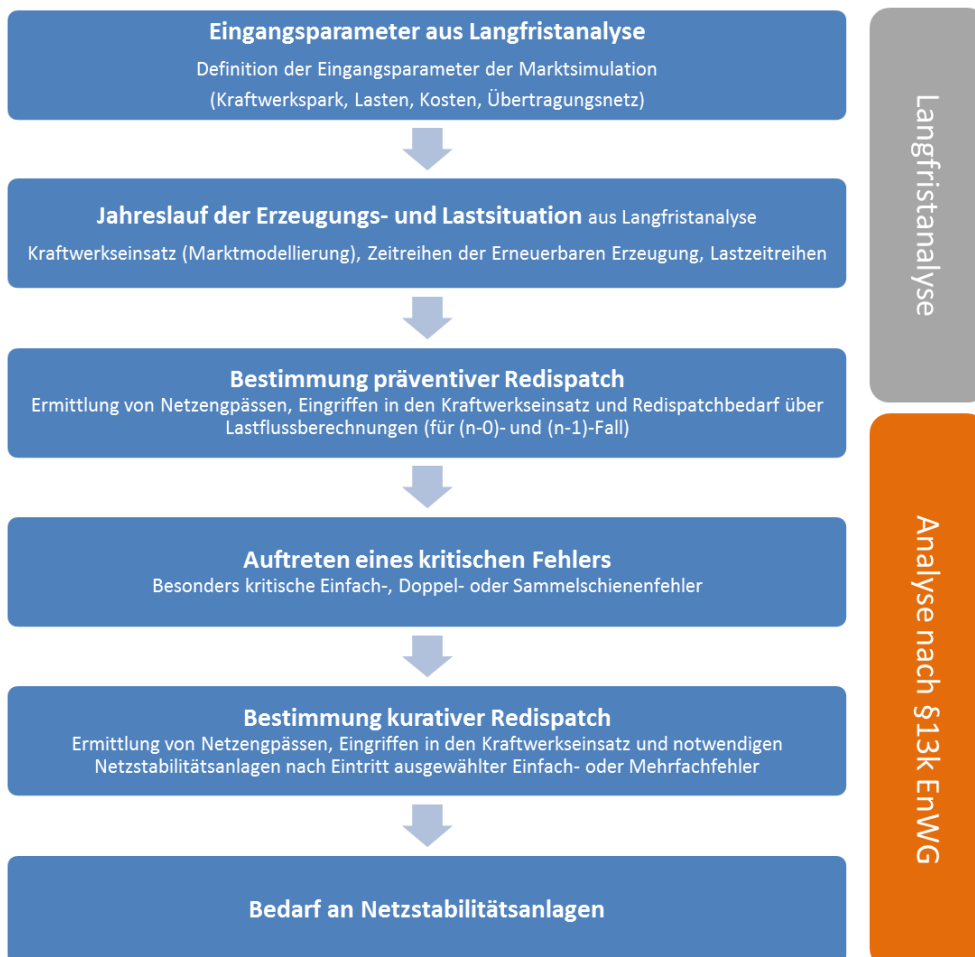 Eingangsparameter aus Langfristanalyse
Definition der Eingangsparameter der Marktsimulation
(Kraftwerkspark, Lasten, Kosten, Übertragungsnetz)
Jahreslauf der Erzeugungs- und Lastsituation aus Langfristanalyse
Kraftwerkseinsatz (Marktmodellierung), Zeitreihen der Erneuerbaren Erzeugung, Lastzeitreihen
Bestimmung präventiver Redispatch
Ermittlung von Netzengpässen, Eingriffen in den Kraftwerkseinsatz und Redispatchbedarf über
Lastflussberechnungen (für (n-0)- und (n-1)-Fall)
Auftreten eines kritischen Fehlers
Besonders kritische Einfach-, Doppel- oder Sammelschienenfehler
Bestimmung kurativer Redispatch
Ermittlung von Netzengpässen, Eingriffen in den Kraftwerkseinsatz und notwendigen
Netzstabilitätsanlagen nach Eintritt ausgewählter Einfach- oder Mehrfachfehler
Bedarf an Netzstabilitätsanlagen
Langfristanalyse
Analyse nach §13k EnWG